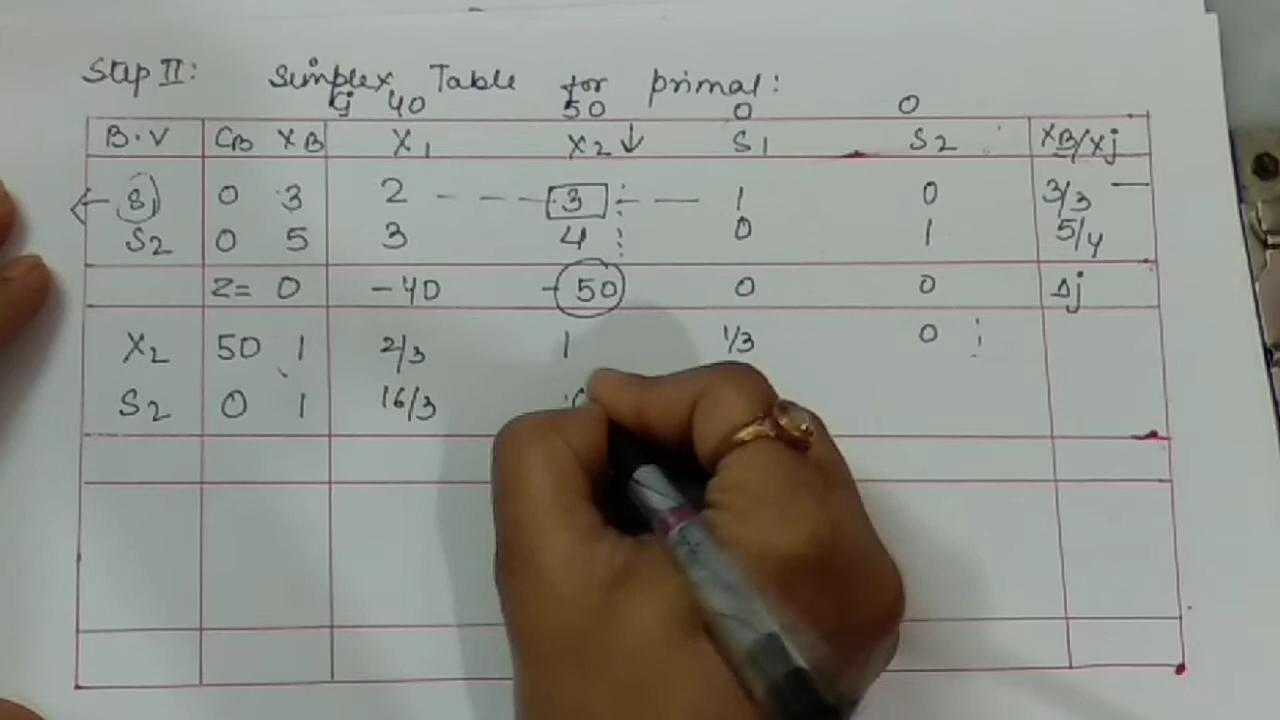 Step II: Simplex Table for primal:
Cj 40 50 0 0
B.V CB XB X1 X2 ↓ S1 S2 XB/Xj
← S1 0 3 2 3 1 0 3/3
S2 0 5 3 4 0 1 5/4
Z= 0 -40 -50 0 0 Δj
X2 50 1 2/3 1 1/3 0
S2 0 1 16/3 0